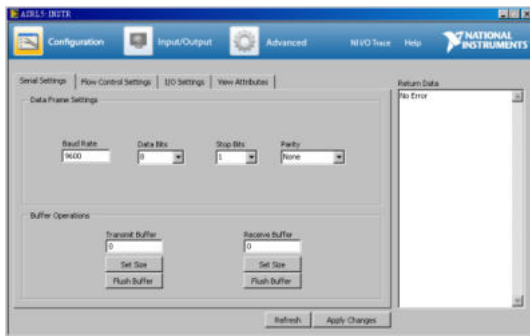 ASRL5::INSTR
Configuration
Input/Output
Advanced
NI I/O Trace
Help
NATIONAL
INSTRUMENTS
Serial Settings
Flow Control Settings
I/O Settings
View Attributes
Return Data
No Error
Data Frame Settings
Baud Rate
Data Bits
Stop Bits
Parity
9600
8
1
None
Buffer Operations
Transmit Buffer
Receive Buffer
0
0
Set Size
Set Size
Flush Buffer
Flush Buffer
Refresh
Apply Changes